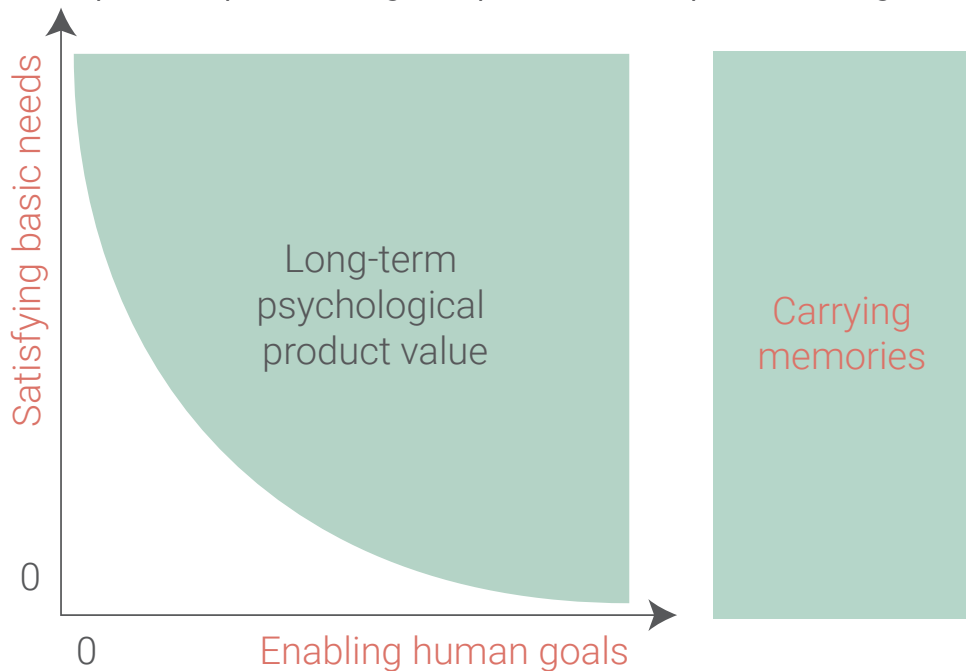 Satisfying basic needs
Long-term
psychological
product value
Carrying
memories
0
0
Enabling human goals